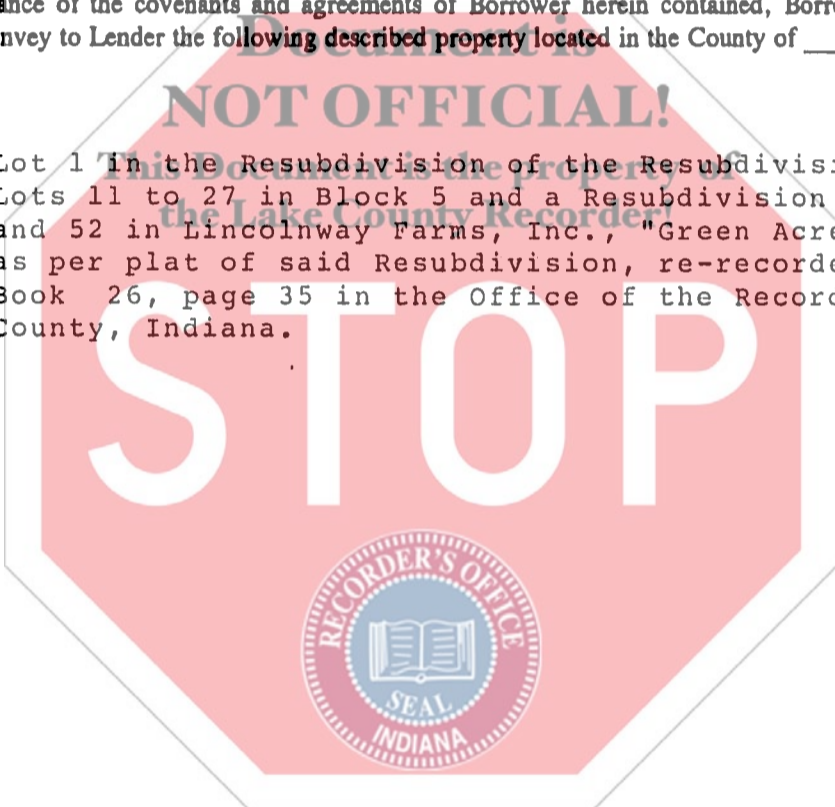 ance of the covenants and agreements of Borrower herein contained, Borr
nvey to Lender the following described property located in the County of
Document is
NOT OFFICIAL!
This Document is the property of
the Lake County Recorder!
Lot 1 in the Resubdivision of the Resubdivisi
Lots 11 to 27 in Block 5 and a Resubdivision
and 52 in Lincolnway Farms, Inc., "Green Acre
as per plat of said Resubdivision, re-recorde
Book 26, page 35 in the Office of the Record
County, Indiana.
STOP
RECORDER'S OFFICE
SEAL
INDIANA